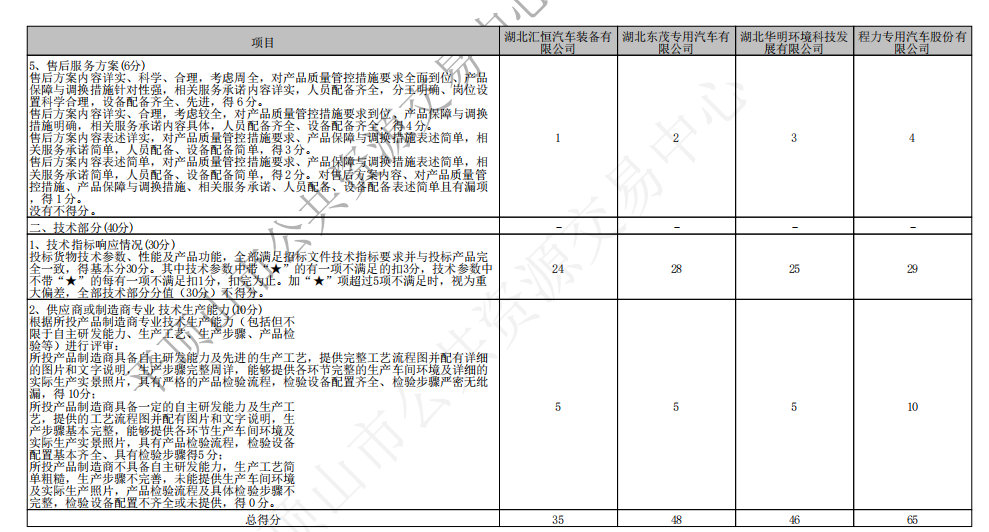 项目
湖北汇恒汽车装备有
限公司
湖北东茂专用汽车有
限公司
湖北华明环境科技发
展有限公司
程力专用汽车股份有
限公司
5、售后服务方案(6分)
售后方案内容详实、科学、合理，考虑周全，对产品质量管控措施要求全面到位、产品
保障与调换措施针对性强，相关服务承诺内容详实，人员配备齐全，分工明确、岗位设
置科学合理，设备配备齐全、先进，得6分。
售后方案内容详实、合理，考虑较全，对产品质量管控措施要求到位、产品保障与调换
措施明确，相关服务承诺内容具体，人员配备齐全、设备配备齐全，得4分。
售后方案内容表述详实，对产品质量管控措施要求、产品保障与调换措施表述简单，相
关服务承诺简单，人员配备、设备配备简单，得3分。
售后方案内容表述简单，对产品质量管控措施要求、产品保障与调换措施表述简单，相
关服务承诺简单，人员配备、设备配备简单，得2分。对售后方案内容、对产品质量管
控措施、产品保障与调换措施、相关服务承诺、人员配备、设备配备表述简单且有漏项
，得1分。
没有不得分。
1
2
3
4
二、技术部分(40分)
-
-
-
-
1、技术指标响应情况(30分)
投标货物技术参数、性能及产品功能，全部满足招标文件技术指标要求并与投标产品完
全一致，得基本分30分。其中技术参数中带“★”的有一项不满足的扣3分，技术参数中
不带“★”的每有一项不满足扣1分，扣完为止。加“★”项超过5项不满足时，视为重
大偏差，全部技术部分分值（30分）不得分。
24
28
25
29
2、供应商或制造商专业 技术生产能力(10分)
根据所投产品制造商专业技术生产能力（包括但不
限于自主研发能力、生产工艺、生产步骤、产品检
验等）进行评审：
所投产品制造商具备自主研发能力及先进的生产工艺，提供完整工艺流程图并配有详细
的图片和文字说明，生产步骤完整周详，能够提供各环节完整的生产车间环境及详细的
实际生产实景照片，具有严格的产品检验流程，检验设备配置齐全、检验步骤严密无纰
漏，得 10分；
所投产品制造商具备一定的自主研发能力及生产工
艺，提供的工艺流程图并配有图片和文字说明，生
产步骤基本完整，能够提供各环节生产车间环境及
实际生产实景照片，具有产品检验流程，检验设备
配置基本齐全、具有检验步骤得5 分；
所投产品制造商不具备自主研发能力，生产工艺简
单粗糙，生产步骤不完善，未能提供生产车间环境
及实际生产照片，产品检验流程及具体检验步骤不
完整，检验设备配置不齐全或未提供，得 0 分。
5
5
5
10
总得分
35
48
46
65
平顶山市公共资源交易中心
顶山市公共资源交易中心